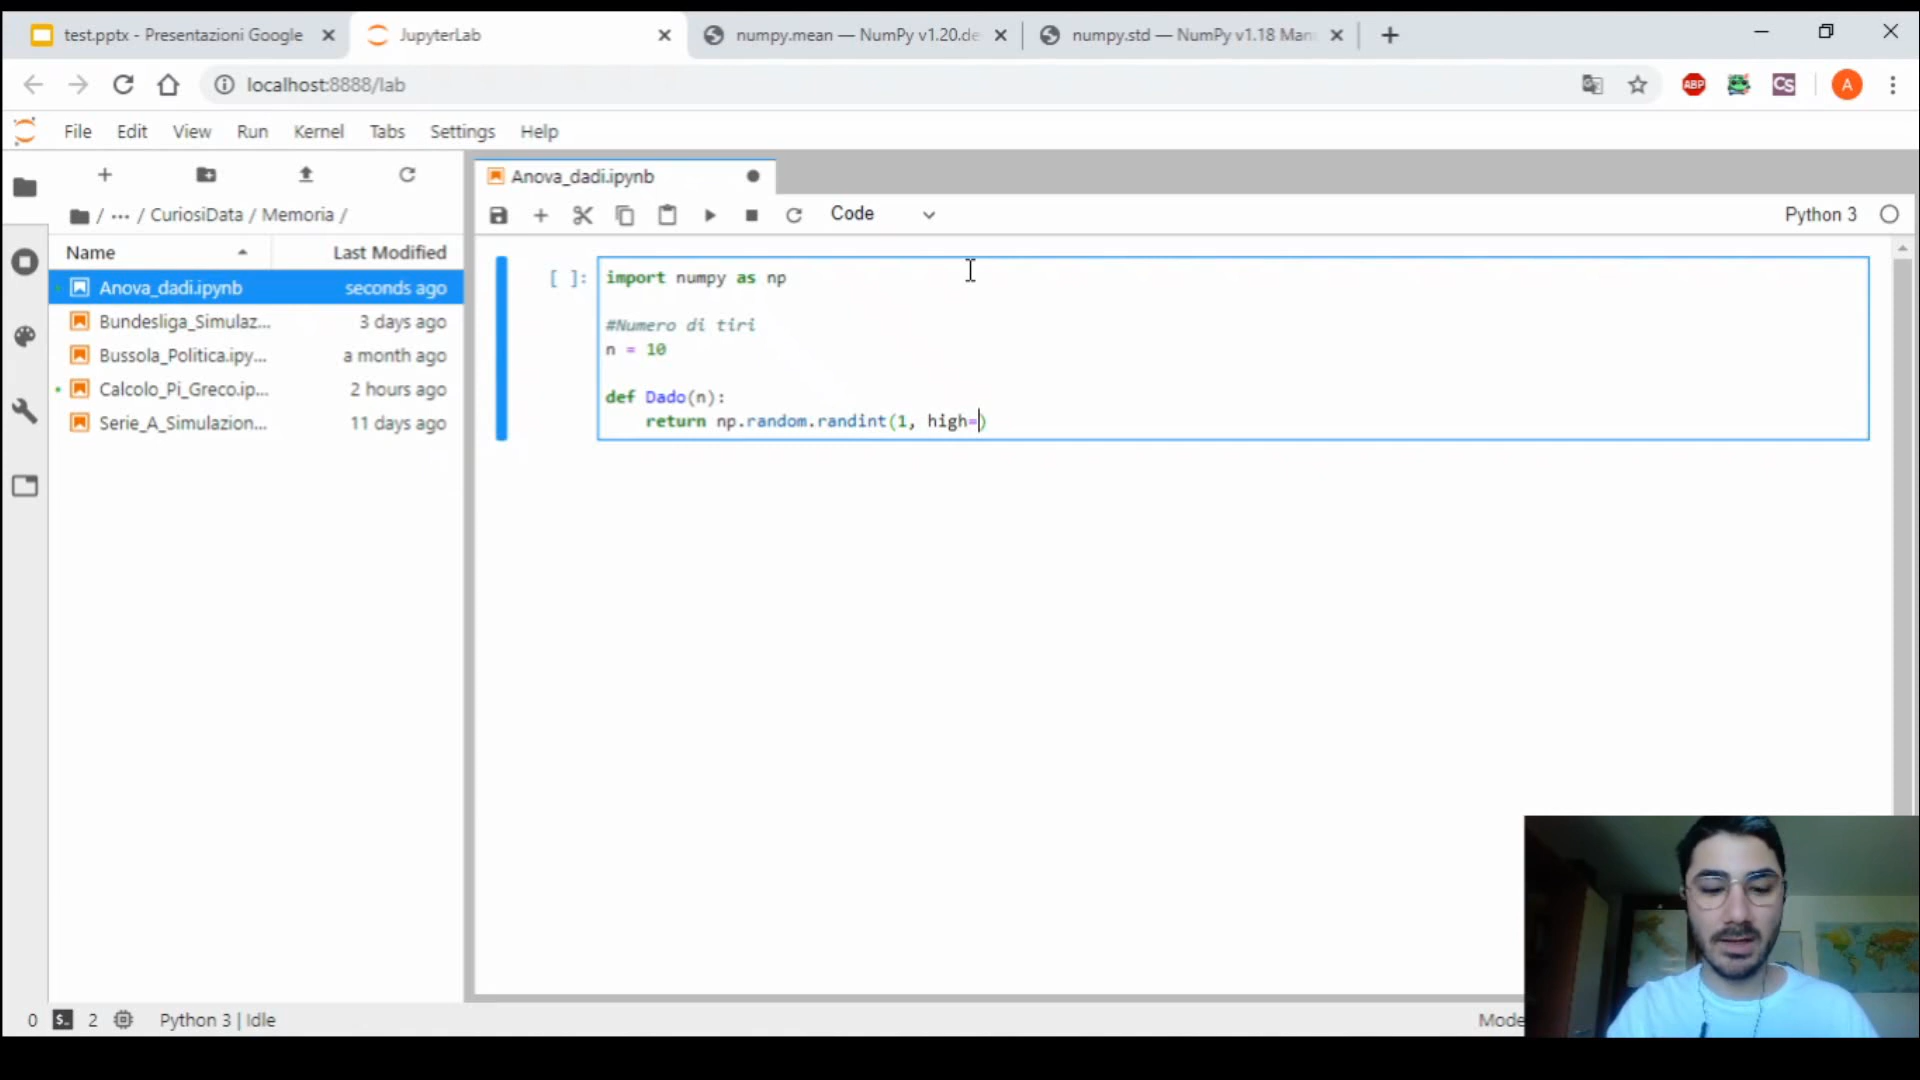 test.pptx - Presentazioni Google
JupyterLab
numpy.mean — NumPy v1.20.de
numpy.std — NumPy v1.18 Man
localhost:8888/lab
ABP
CS
A
File Edit View Run Kernel Tabs Settings Help
Anova_dadi.ipynb
/ ··· / CuriosiData / Memoria /
Code
Python 3
Name Last Modified
Anova_dadi.ipynb seconds ago
Bundesliga_Simulaz... 3 days ago
Bussola_Politica.ipy... a month ago
Calcolo_Pi_Greco.ip... 2 hours ago
Serie_A_Simulazion... 11 days ago
[ ]: import numpy as np
#Numero di tiri
n = 10
def Dado(n):
return np.random.randint(1, high=)
0 2 Python 3 | Idle
Mode